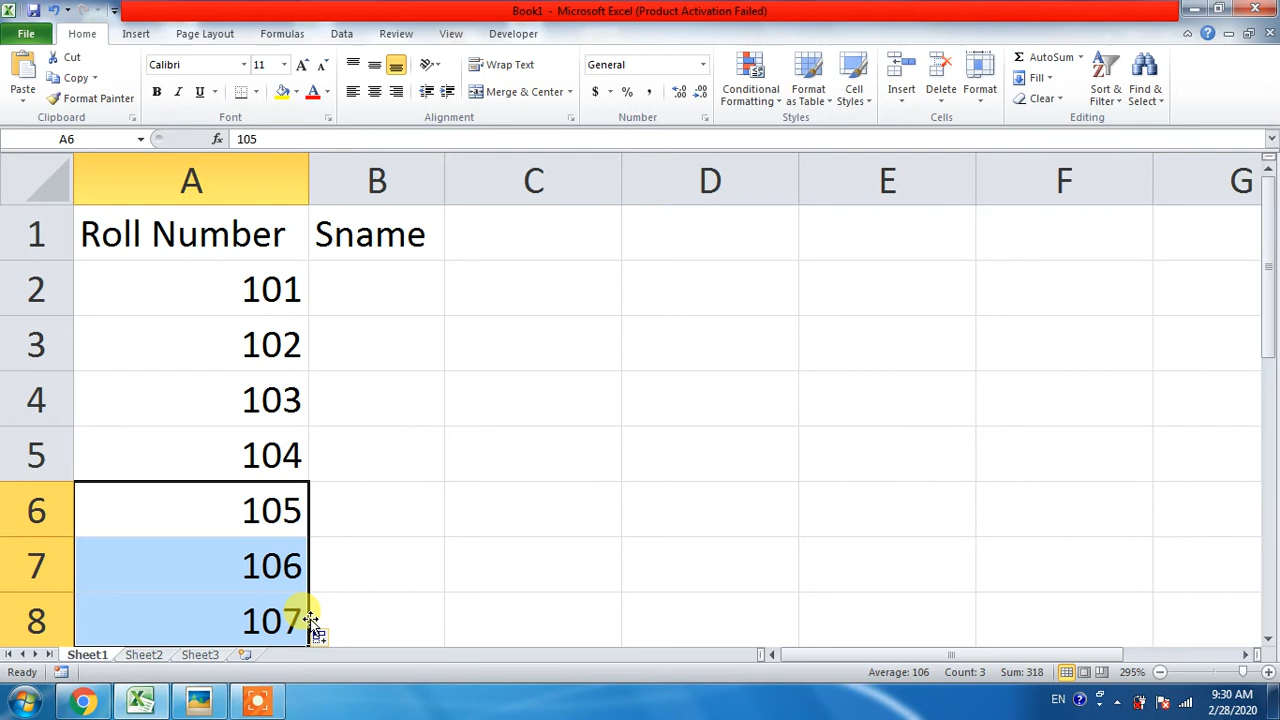 Book1 - Microsoft Excel (Product Activation Failed)
File Home Insert Page Layout Formulas Data Review View Developer
Cut
Copy
Format Painter
Paste
Clipboard
Calibri 11
B I U
Font
Wrap Text
Merge & Center
Alignment
General
$ % ,
Number
Conditional Formatting
Format as Table
Cell Styles
Styles
Insert
Delete
Format
Cells
AutoSum
Fill
Clear
Sort & Filter
Find & Select
Editing
A6 fx 105
A B C D E F G
1 Roll Number Sname
2 101
3 102
4 103
5 104
6 105
7 106
8 107
Sheet1 Sheet2 Sheet3
Ready Average: 106 Count: 3 Sum: 318 295%
EN 9:30 AM
2/28/2020